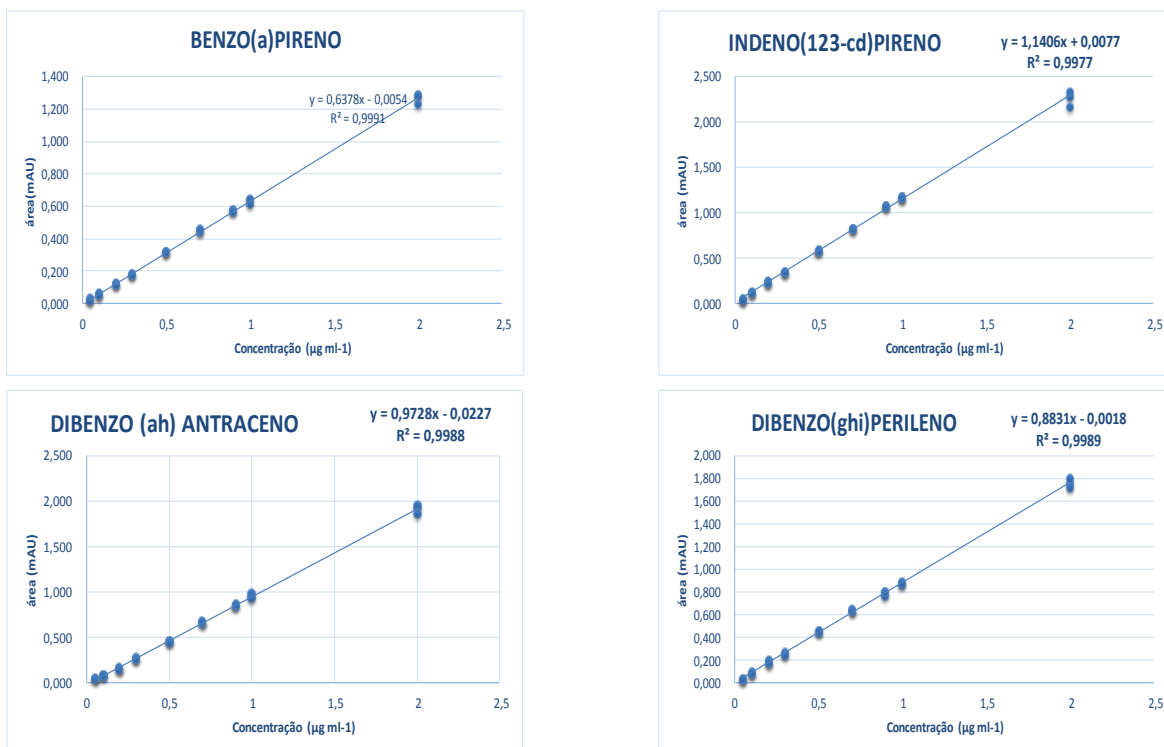 BENZO(a)PIRENO
y = 0,6378x - 0,0054
R² = 0,9991
1,400
1,200
1,000
0,800
0,600
0,400
0,200
0,000
área(mAU)
0 0,5 1 1,5 2 2,5
Concentração (µg ml-1)
INDENO(123-cd)PIRENO
y = 1,1406x + 0,0077
R² = 0,9977
2,500
2,000
1,500
1,000
0,500
0,000
área (mAU)
0 0,5 1 1,5 2 2,5
Concentração (µg ml-1)
DIBENZO (ah) ANTRACENO
y = 0,9728x - 0,0227
R² = 0,9988
2,500
2,000
1,500
1,000
0,500
0,000
área (mAU)
0 0,5 1 1,5 2 2,5
Concentração (µg ml-1)
DIBENZO(ghi)PERILENO
y = 0,8831x - 0,0018
R² = 0,9989
2,000
1,800
1,600
1,400
1,200
1,000
0,800
0,600
0,400
0,200
0,000
área (mAU)
0 0,5 1 1,5 2 2,5
Concentração (µg ml-1)